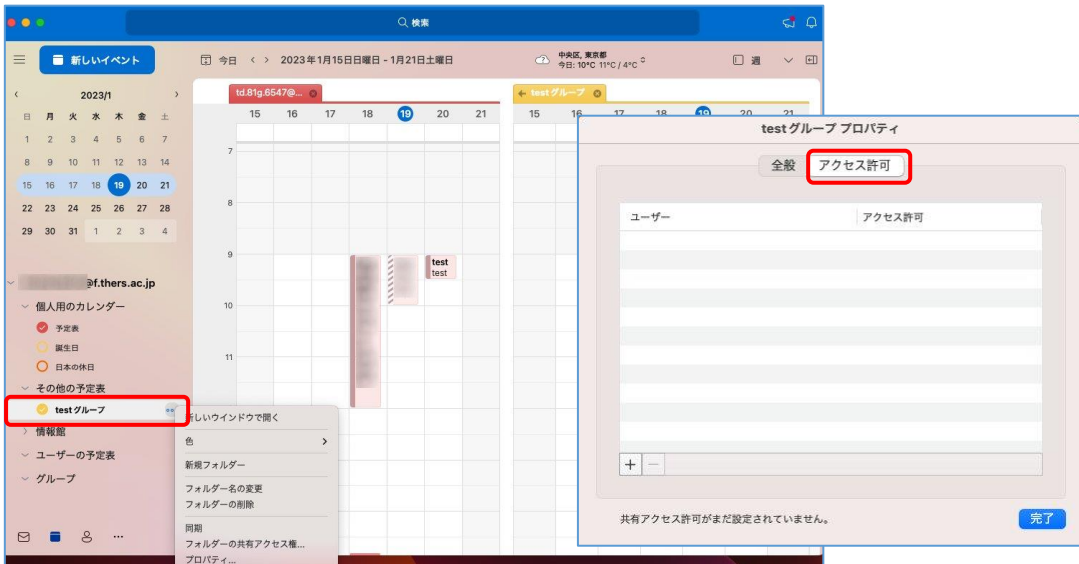 検索
新しいイベント
今日 < > 2023年1月15日日曜日 - 1月21日土曜日
中央区, 東京都
今日: 10°C 11°C / 4°C
週
2023/1
日 月 火 水 木 金 土
1 2 3 4 5 6 7
8 9 10 11 12 13 14
15 16 17 18 19 20 21
22 23 24 25 26 27 28
29 30 31 1 2 3 4
@f.thers.ac.jp
個人用のカレンダー
予定表
誕生日
日本の休日
その他の予定表
test グループ
情報館
ユーザーの予定表
グループ
td.81g.6547@...
15 16 17 18 19 20 21
7
8
9
10
11
test
test
test グループ
15 16 17 18 19 20 21
新しいウインドウで開く
色
新規フォルダー
フォルダー名の変更
フォルダーの削除
同期
フォルダーの共有アクセス権...
プロパティ...
test グループ プロパティ
全般 アクセス許可
ユーザー アクセス許可
+ −
共有アクセス許可がまだ設定されていません。
完了